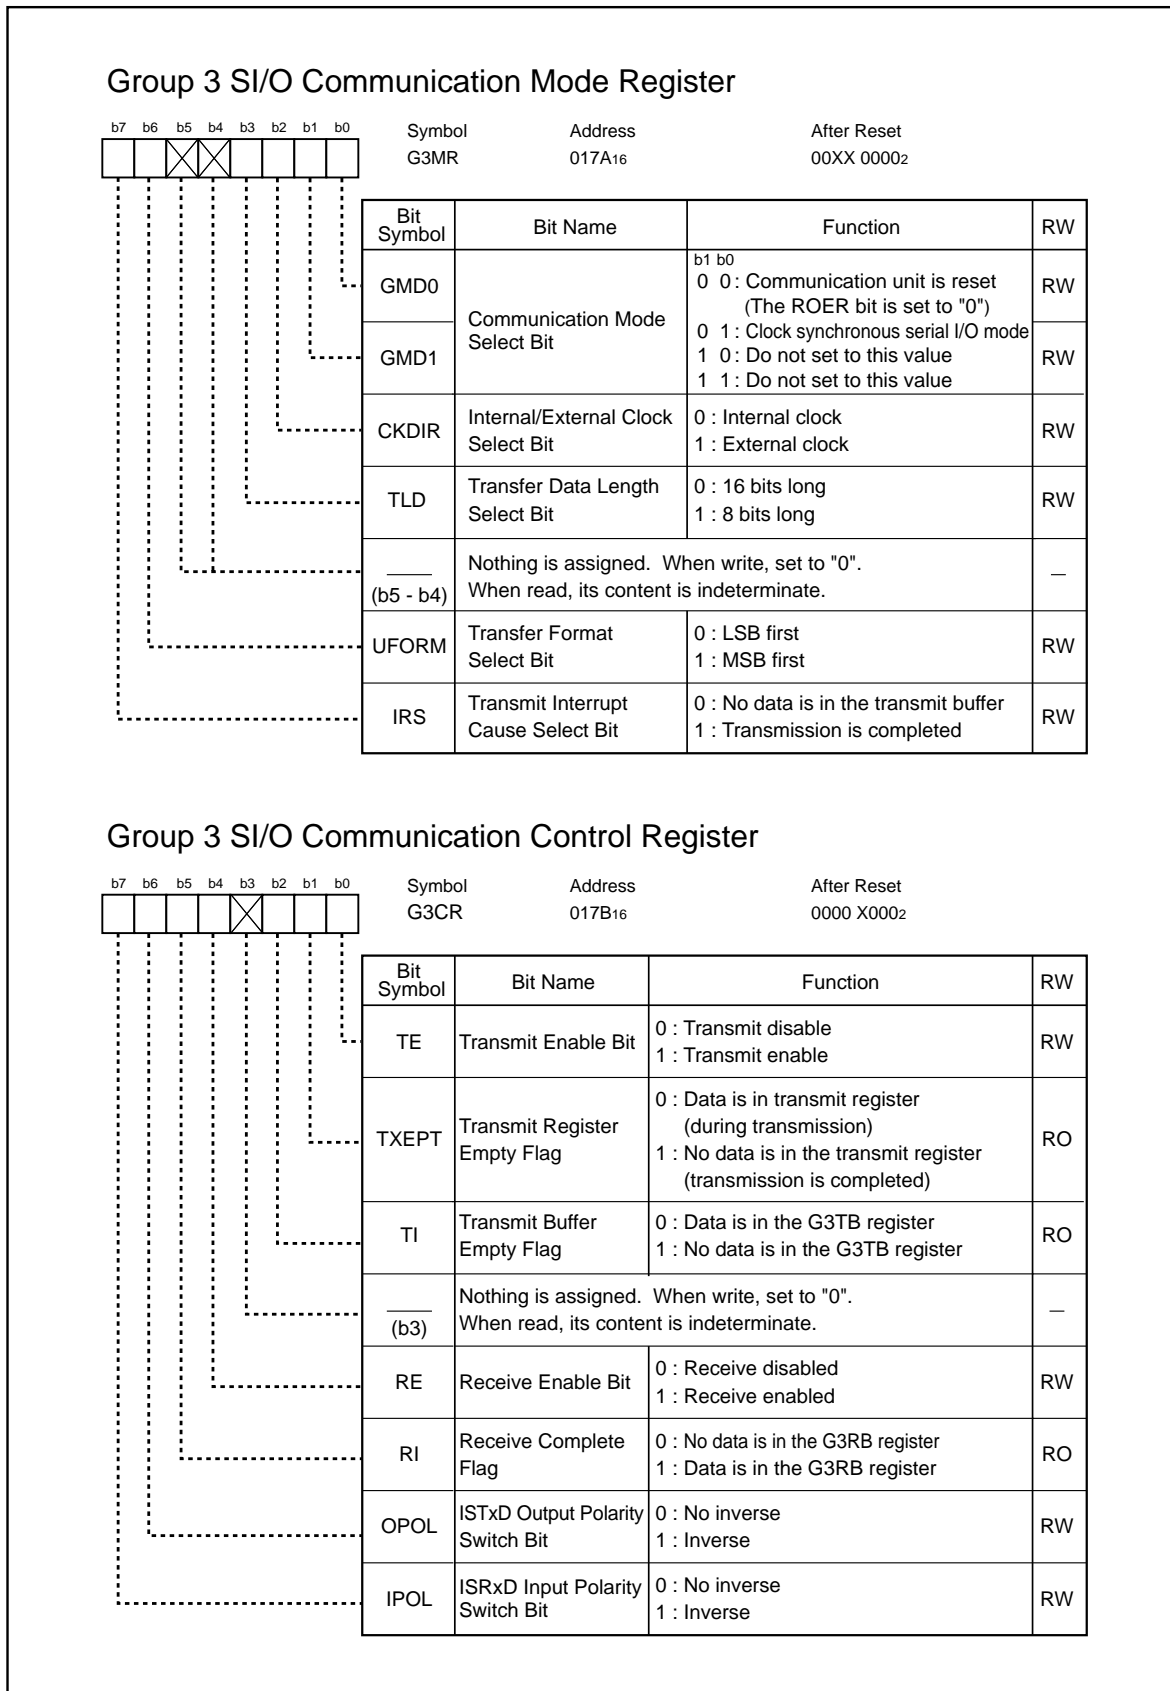 Group 3 SI/O Communication Mode Register
b7 b6 b5 b4 b3 b2 b1 b0
Symbol Address After Reset
G3MR 017A16 00XX 00002
Bit Symbol Bit Name Function RW
GMD0 RW
GMD1 RW
Communication Mode
Select Bit
b1 b0
0 0 : Communication unit is reset
(The ROER bit is set to "0")
0 1 : Clock synchronous serial I/O mode
1 0 : Do not set to this value
1 1 : Do not set to this value
CKDIR Internal/External Clock 0 : Internal clock RW
Select Bit 1 : External clock
TLD Transfer Data Length 0 : 16 bits long RW
Select Bit 1 : 8 bits long
(b5 - b4) Nothing is assigned. When write, set to "0". —
When read, its content is indeterminate.
UFORM Transfer Format 0 : LSB first RW
Select Bit 1 : MSB first
IRS Transmit Interrupt 0 : No data is in the transmit buffer RW
Cause Select Bit 1 : Transmission is completed
Group 3 SI/O Communication Control Register
b7 b6 b5 b4 b3 b2 b1 b0
Symbol Address After Reset
G3CR 017B16 0000 X0002
Bit Symbol Bit Name Function RW
TE Transmit Enable Bit 0 : Transmit disable RW
1 : Transmit enable
TXEPT Transmit Register 0 : Data is in transmit register RO
Empty Flag (during transmission)
1 : No data is in the transmit register
(transmission is completed)
TI Transmit Buffer 0 : Data is in the G3TB register RO
Empty Flag 1 : No data is in the G3TB register
(b3) Nothing is assigned. When write, set to "0". —
When read, its content is indeterminate.
RE Receive Enable Bit 0 : Receive disabled RW
1 : Receive enabled
RI Receive Complete 0 : No data is in the G3RB register RO
Flag 1 : Data is in the G3RB register
OPOL ISTxD Output Polarity 0 : No inverse RW
Switch Bit 1 : Inverse
IPOL ISRxD Input Polarity 0 : No inverse RW
Switch Bit 1 : Inverse